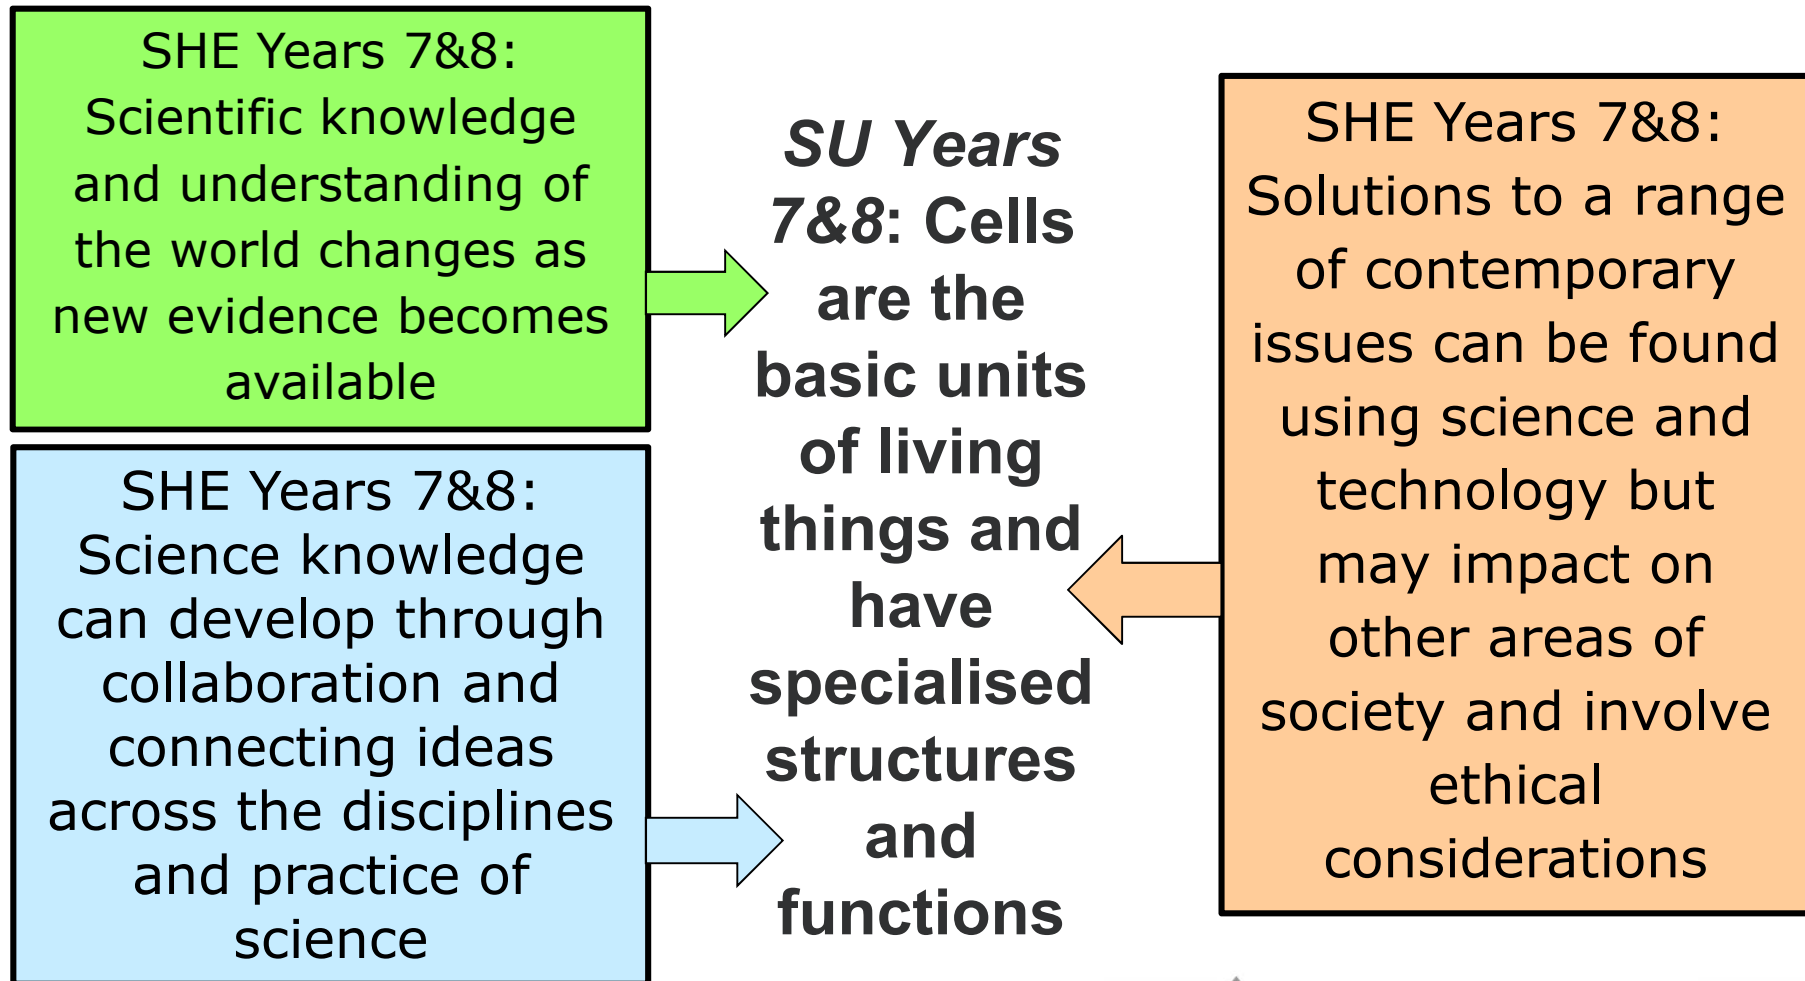 SHE Years 7&8:
Scientific knowledge
and understanding of
the world changes as
new evidence becomes
available
SHE Years 7&8:
Science knowledge
can develop through
collaboration and
connecting ideas
across the disciplines
and practice of
science
SU Years
7&8: Cells
are the
basic units
of living
things and
have
specialised
structures
and
functions
SHE Years 7&8:
Solutions to a range
of contemporary
issues can be found
using science and
technology but
may impact on
other areas of
society and involve
ethical
considerations